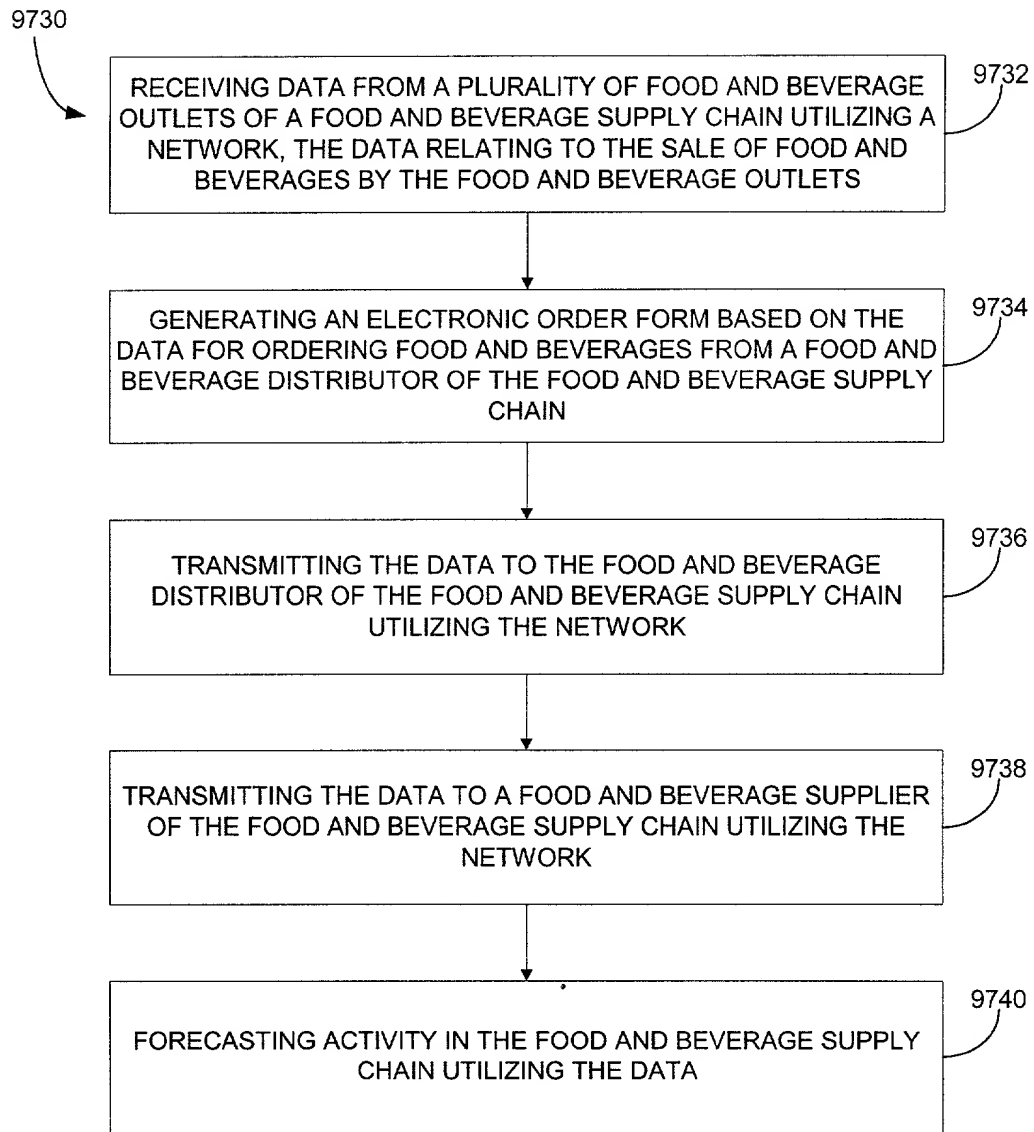 9730
RECEIVING DATA FROM A PLURALITY OF FOOD AND BEVERAGE
OUTLETS OF A FOOD AND BEVERAGE SUPPLY CHAIN UTILIZING A
NETWORK, THE DATA RELATING TO THE SALE OF FOOD AND
BEVERAGES BY THE FOOD AND BEVERAGE OUTLETS
9732
GENERATING AN ELECTRONIC ORDER FORM BASED ON THE
DATA FOR ORDERING FOOD AND BEVERAGES FROM A FOOD AND
BEVERAGE DISTRIBUTOR OF THE FOOD AND BEVERAGE SUPPLY
CHAIN
9734
TRANSMITTING THE DATA TO THE FOOD AND BEVERAGE
DISTRIBUTOR OF THE FOOD AND BEVERAGE SUPPLY CHAIN
UTILIZING THE NETWORK
9736
TRANSMITTING THE DATA TO A FOOD AND BEVERAGE SUPPLIER
OF THE FOOD AND BEVERAGE SUPPLY CHAIN UTILIZING THE
NETWORK
9738
FORECASTING ACTIVITY IN THE FOOD AND BEVERAGE SUPPLY
CHAIN UTILIZING THE DATA
9740